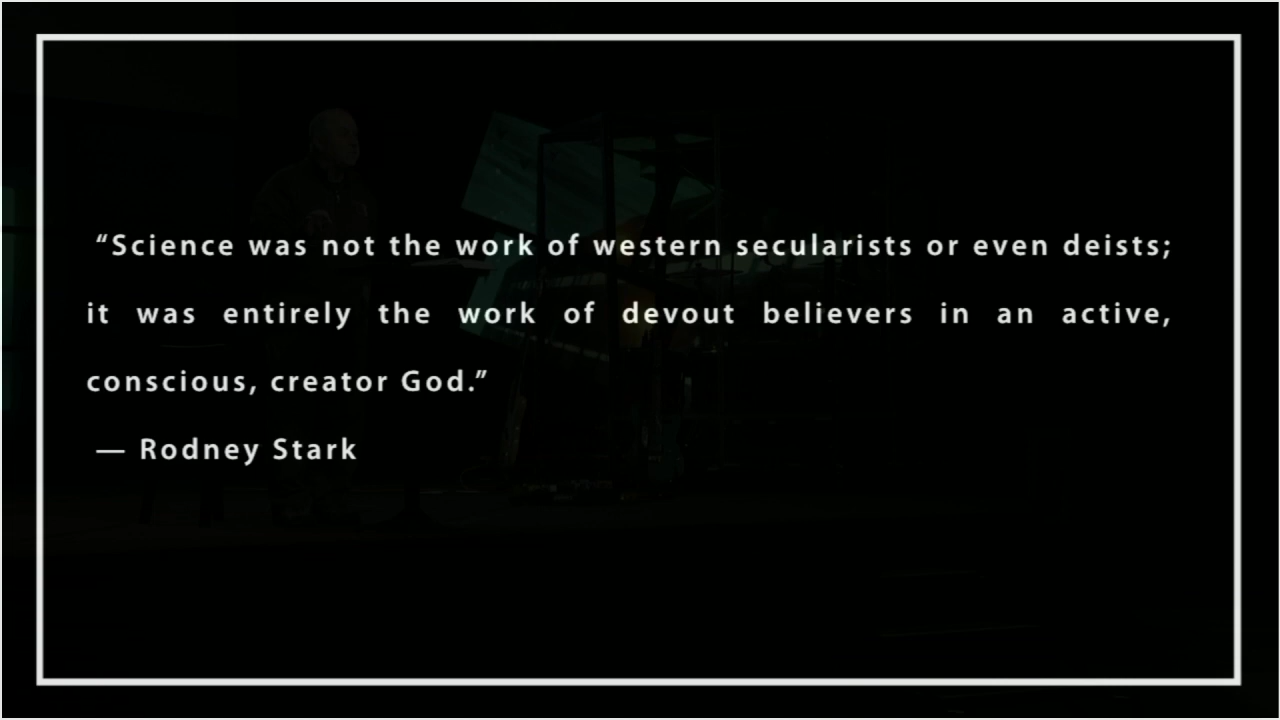 “Science was not the work of western secularists or even deists;
it was entirely the work of devout believers in an active,
conscious, creator God.”
— Rodney Stark